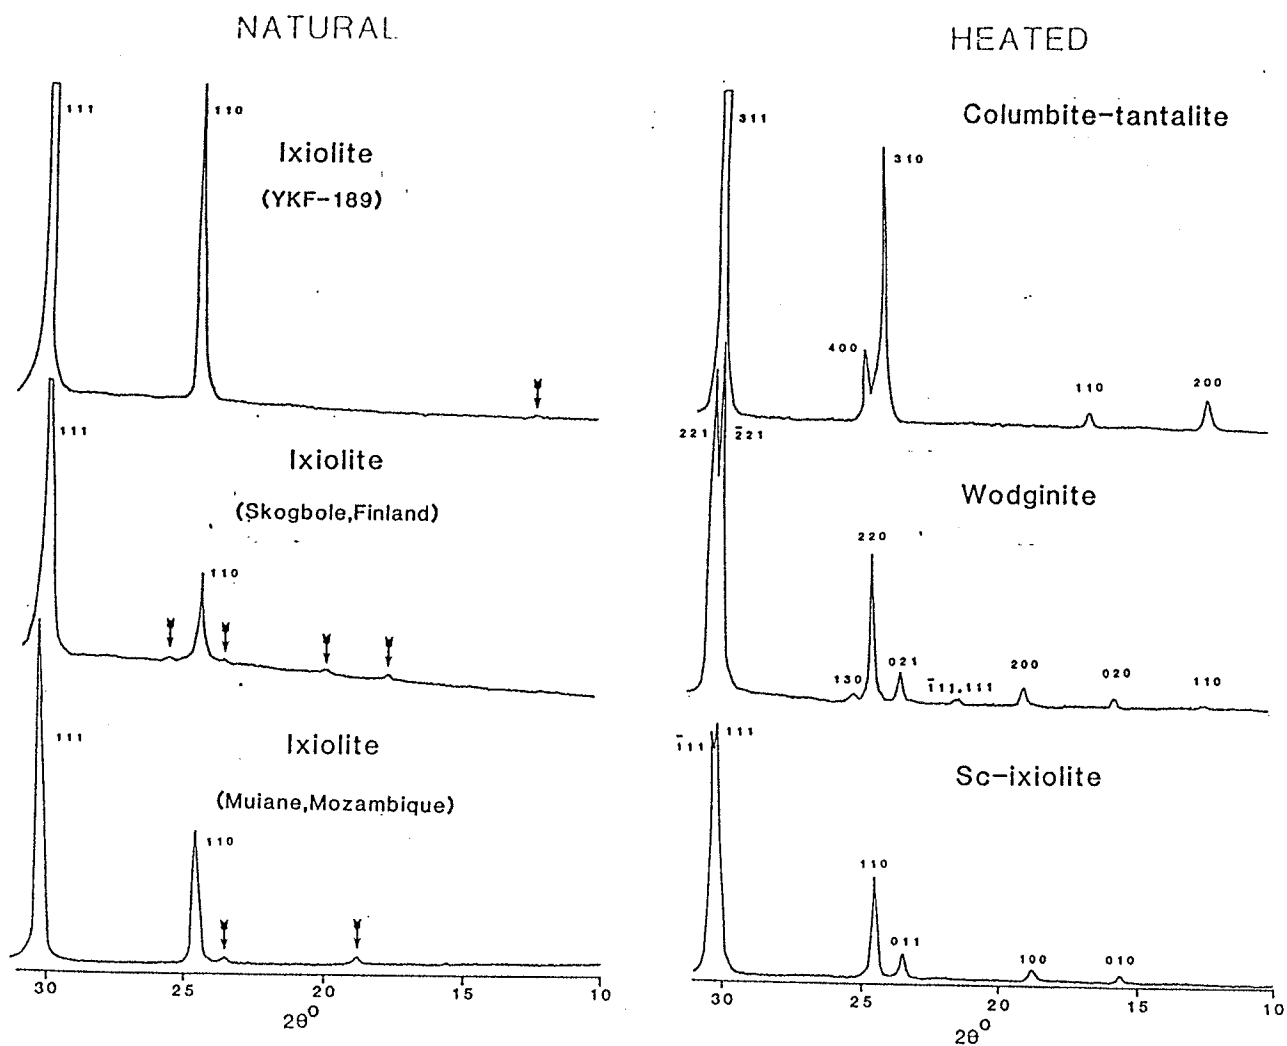 NATURAL
111
110
Ixiolite
(YKF-189)
111
Ixiolite
(Skogbole,Finland)
110
111
Ixiolite
(Muiane,Mozambique)
110
30
25
20
15
10
2θ°
HEATED
311
Columbite-tantalite
310
400
110
200
221
2̄21
Wodginite
220
130
021
1̄11,111
200
020
110
1̄11
111
Sc-ixiolite
110
011
100
010
30
25
20
15
10
2θ°